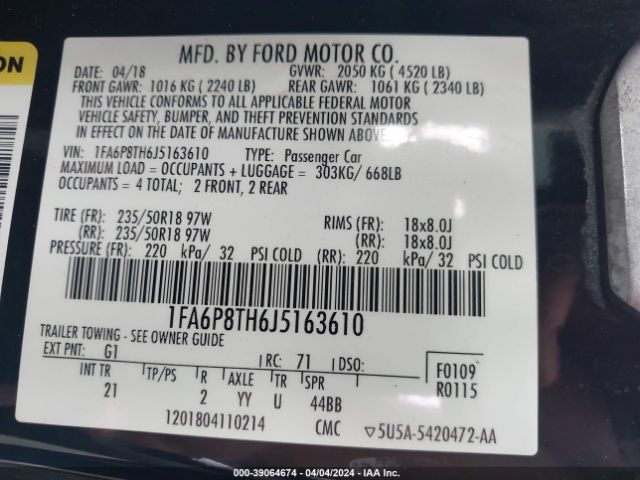 ON
MFD. BY FORD MOTOR CO.
DATE: 04/18 GVWR: 2050 KG ( 4520 LB)
FRONT GAWR: 1016 KG ( 2240 LB) REAR GAWR: 1061 KG ( 2340 LB)
THIS VEHICLE CONFORMS TO ALL APPLICABLE FEDERAL MOTOR
VEHICLE SAFETY, BUMPER, AND THEFT PREVENTION STANDARDS
IN EFFECT ON THE DATE OF MANUFACTURE SHOWN ABOVE.
VIN: 1FA6P8TH6J5163610 TYPE: Passenger Car
MAXIMUM LOAD = OCCUPANTS + LUGGAGE = 303KG/ 668LB
OCCUPANTS = 4 TOTAL; 2 FRONT, 2 REAR
TIRE (FR): 235/50R18 97W RIMS (FR): 18x8.0J
(RR): 235/50R18 97W (RR): 18x8.0J
PRESSURE (FR): 220 kPa/ 32 PSI COLD (RR): 220 kPa/ 32 PSI COLD
1FA6P8TH6J5163610
TRAILER TOWING - SEE OWNER GUIDE
EXT PNT: G1 RC: 71 DSO: F0109
INT TR TP/PS R AXLE TR SPR R0115
21 2 YY U 44BB
1201804110214 CMC ▽5U5A-5420472-AA
000-39064674 | 04/04/2024 | IAA Inc.